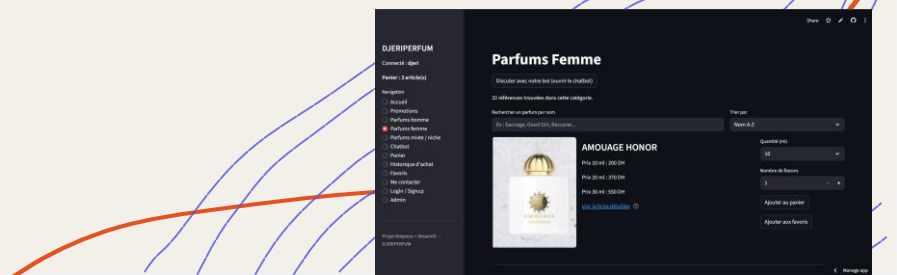 Share
DJERIPERFUM
Connecté : djeri
Panier : 3 article(s)
Navigation
Accueil
Promotions
Parfums homme
Parfums femme
Parfums mixte / niche
Chatbot
Panier
Historique d'achat
Favoris
Me contacter
Login / Signup
Admin
DJERIPERFUM
Parfums Femme
Discuter avec notre bot (ouvrir le chatbot)
32 références trouvées dans cette catégorie.
Rechercher un parfum par nom
Ex : Sauvage, Good Girl, Baccarat...
Trier par
Nom A-Z
AMOUAGE HONOR
Prix 10 ml : 200 DH
Prix 20 ml : 370 DH
Prix 30 ml : 550 DH
Voir la fiche détaillée
Quantité (ml)
10
Nombre de flacons
1
- +
Ajouter au panier
Ajouter aux favoris
Manage app